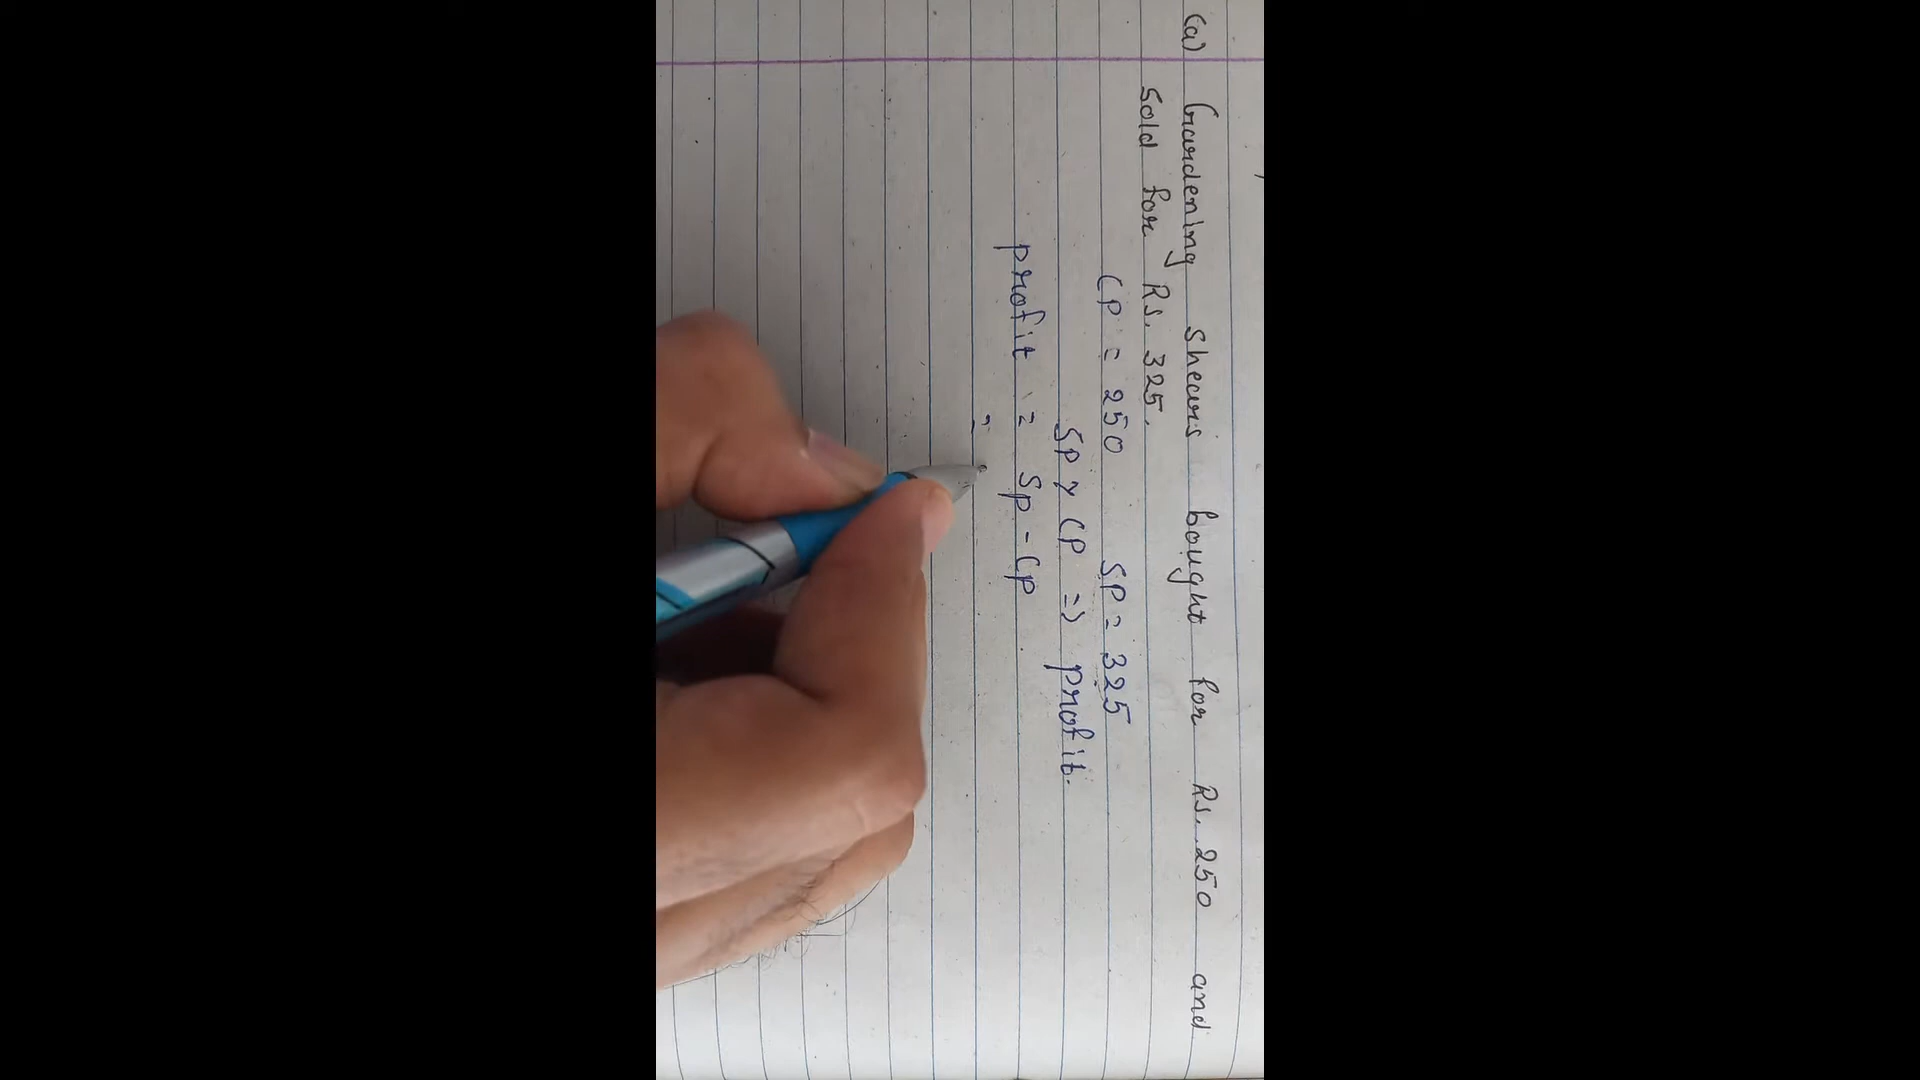 (a) Gardening Shears bought for Rs. 250 and
sold for Rs. 325.
CP = 250 SP = 325
SP > CP => profit.
profit = SP - CP
=